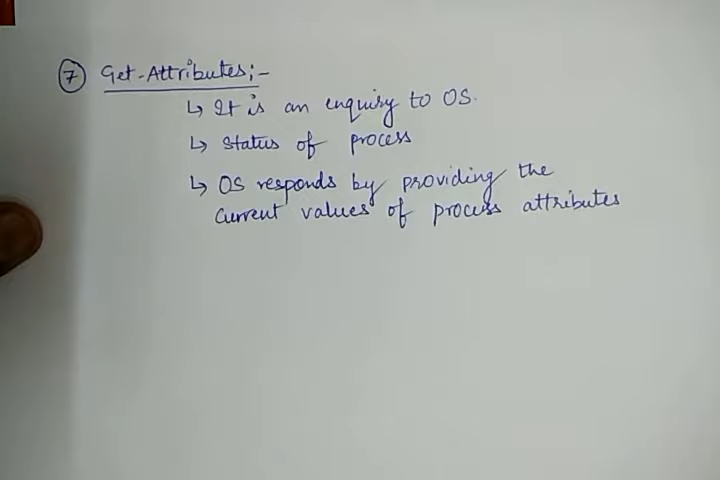 7 Get-Attributes:-
↳ It is an enquiry to OS.
↳ Status of process
↳ OS responds by providing the
current values of process attributes